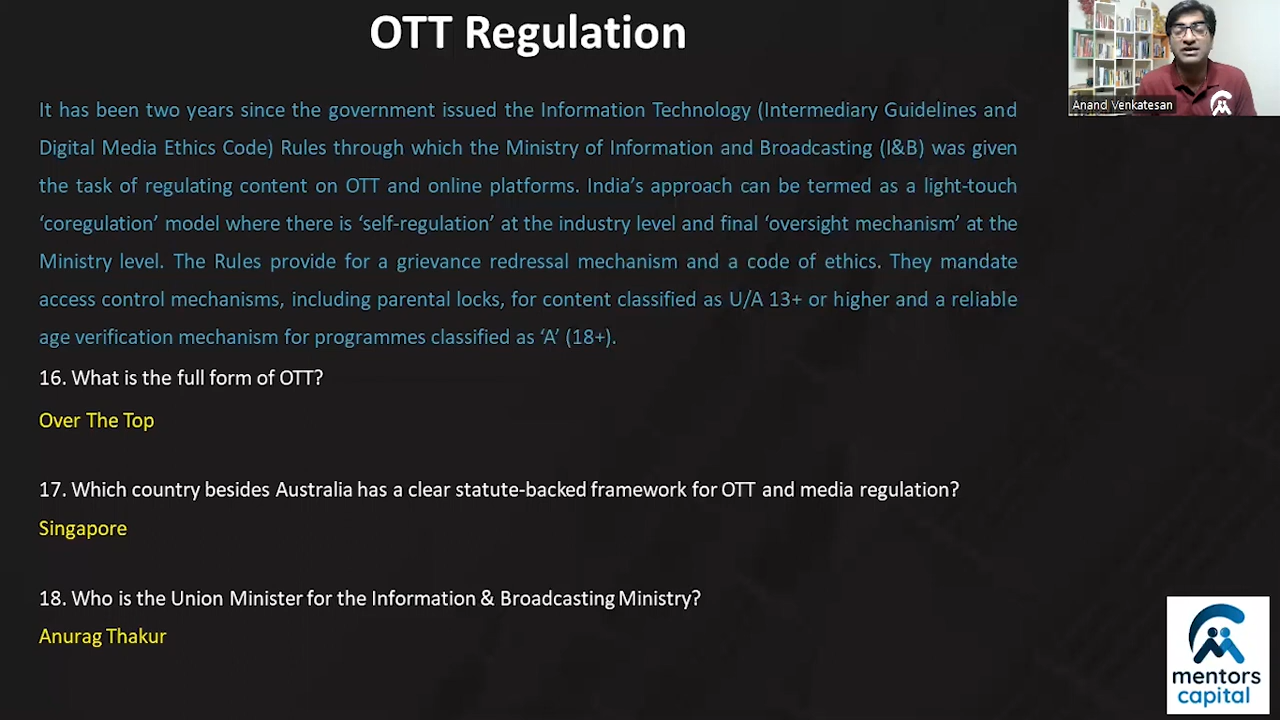 OTT Regulation
Anand Venkatesan
It has been two years since the government issued the Information Technology (Intermediary Guidelines and
Digital Media Ethics Code) Rules through which the Ministry of Information and Broadcasting (I&B) was given
the task of regulating content on OTT and online platforms. India’s approach can be termed as a light-touch
‘coregulation’ model where there is ‘self-regulation’ at the industry level and final ‘oversight mechanism’ at the
Ministry level. The Rules provide for a grievance redressal mechanism and a code of ethics. They mandate
access control mechanisms, including parental locks, for content classified as U/A 13+ or higher and a reliable
age verification mechanism for programmes classified as ‘A’ (18+).
16. What is the full form of OTT?
Over The Top
17. Which country besides Australia has a clear statute-backed framework for OTT and media regulation?
Singapore
18. Who is the Union Minister for the Information & Broadcasting Ministry?
Anurag Thakur
mentors
capital